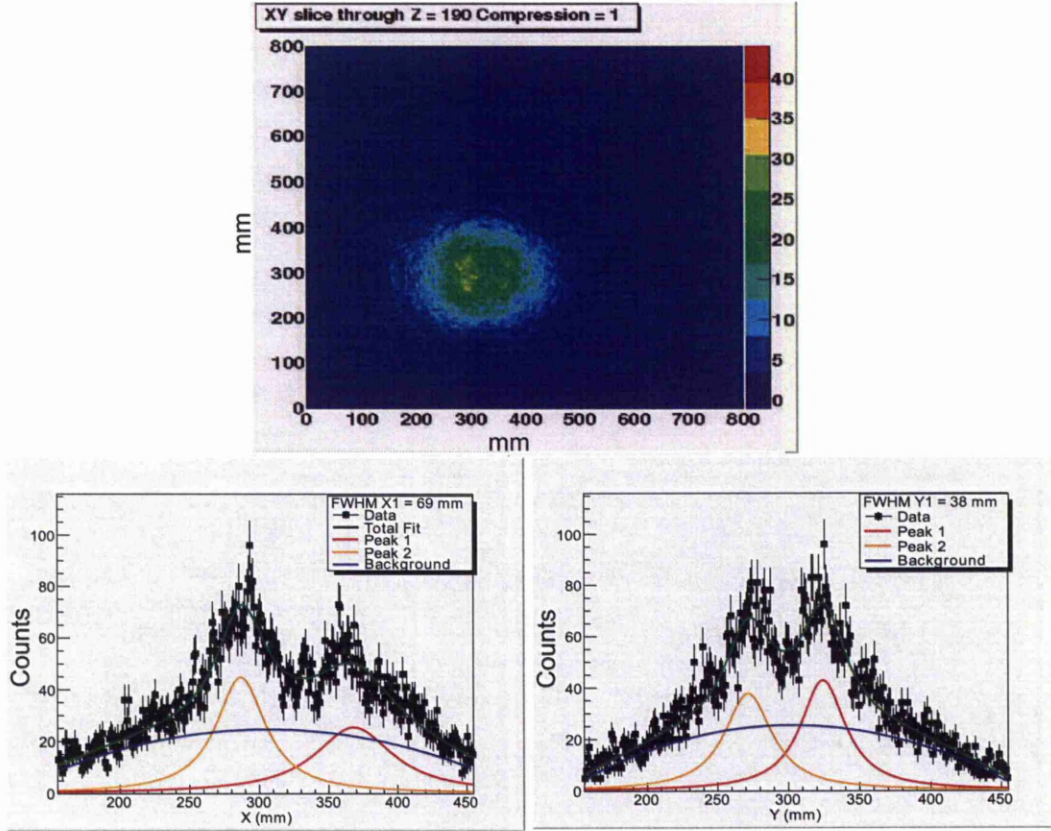 XY slice through Z = 190 Compression = 1
800
700
600
500
400
300
200
100
0
mm
0 100 200 300 400 500 600 700 800
mm
40
35
30
25
20
15
10
5
0
FWHM X1 = 69 mm
Data
Total Fit
Peak 1
Peak 2
Background
Counts
100
80
60
40
20
0
200 250 300 350 400 450
X (mm)
FWHM Y1 = 38 mm
Data
Peak 1
Peak 2
Background
Counts
100
80
60
40
20
0
200 250 300 350 400 450
Y (mm)